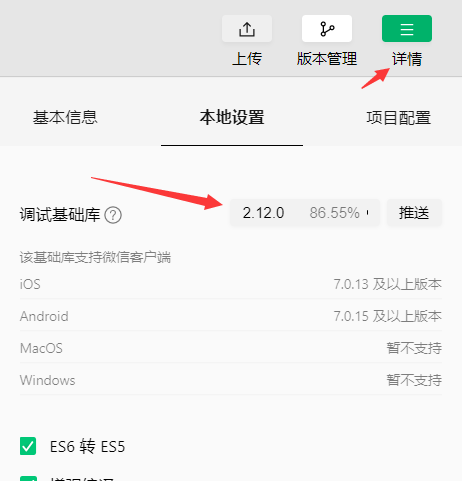 上传 版本管理 详情
基本信息 本地设置 项目配置
调试基础库 ? 2.12.0 86.55% 推送
该基础库支持微信客户端
iOS 7.0.13 及以上版本
Android 7.0.15 及以上版本
MacOS 暂不支持
Windows 暂不支持
ES6 转 ES5